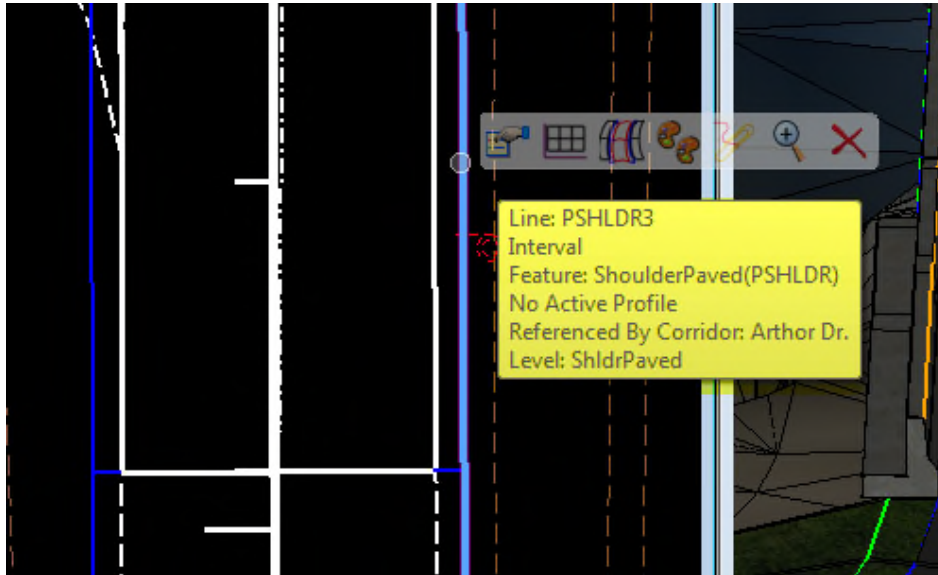 Line: PSHLDR3
Interval
Feature: ShoulderPaved(PSHLDR)
No Active Profile
Referenced By Corridor: Arthor Dr.
Level: ShldrPaved